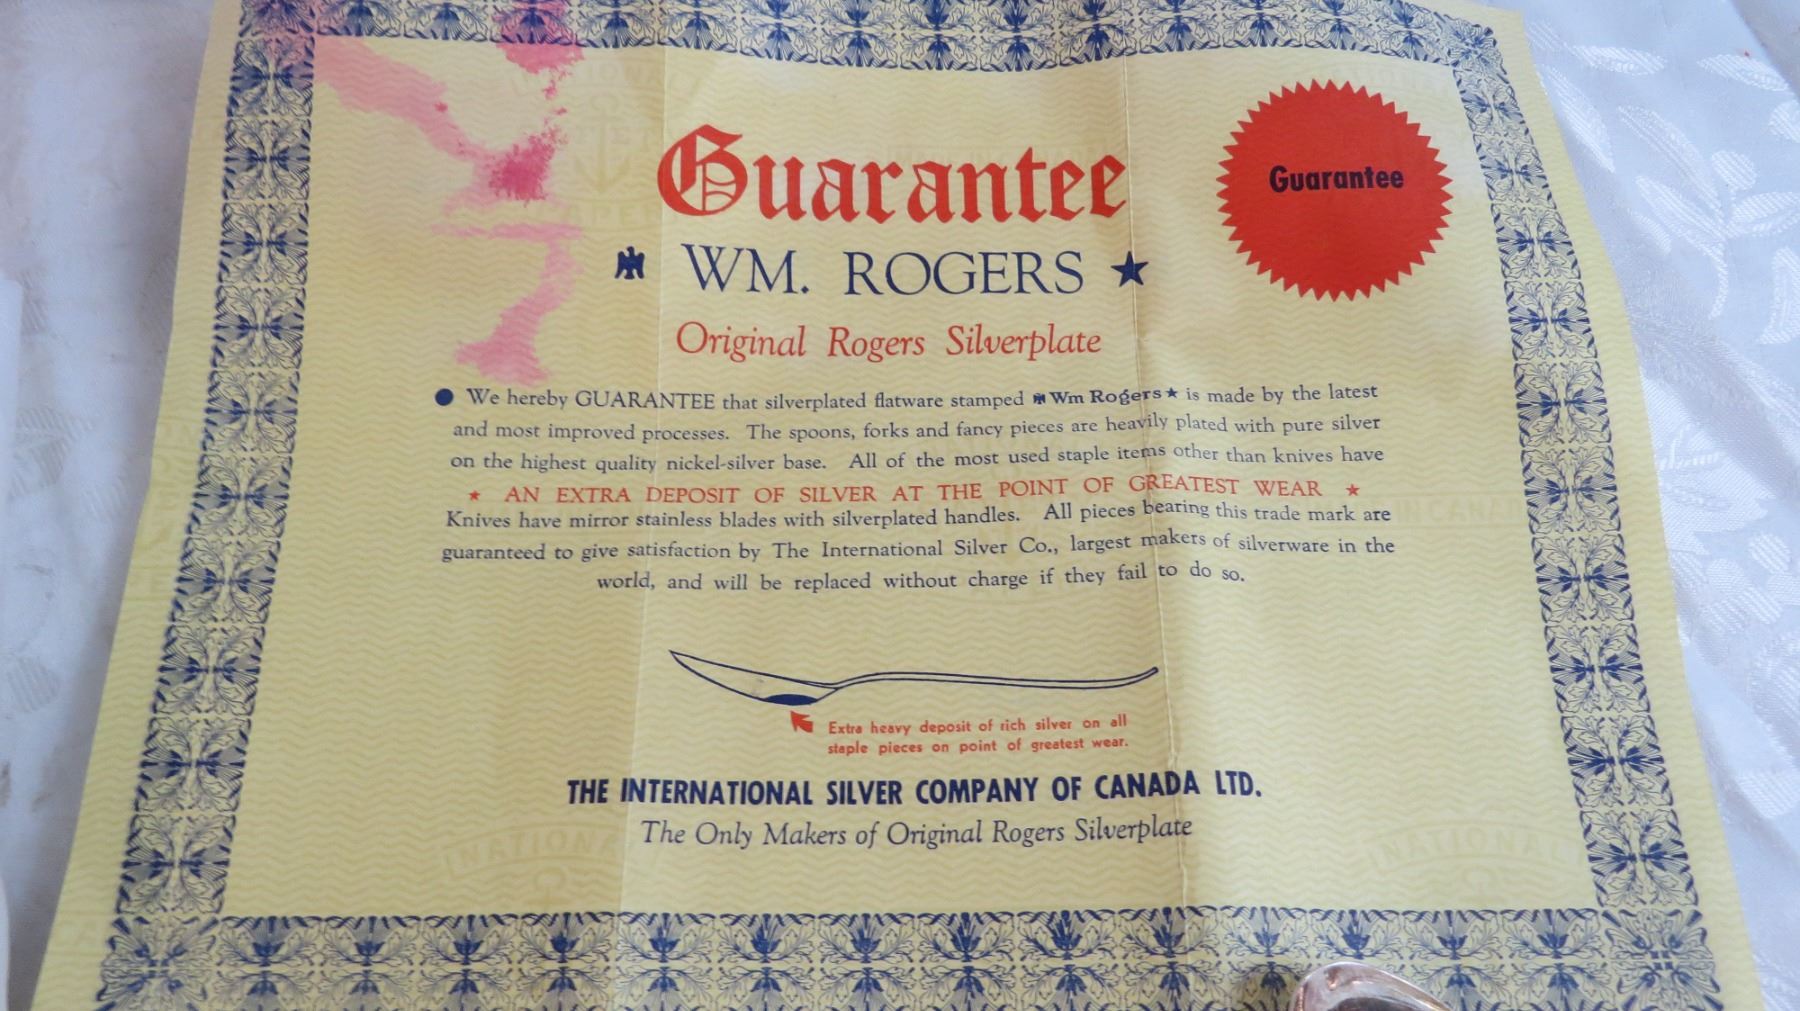 Guarantee
Guarantee
WM. ROGERS ★
Original Rogers Silverplate
● We hereby GUARANTEE that silverplated flatware stamped Wm Rogers ★ is made by the latest
and most improved processes. The spoons, forks and fancy pieces are heavily plated with pure silver
on the highest quality nickel-silver base. All of the most used staple items other than knives have
★ AN EXTRA DEPOSIT OF SILVER AT THE POINT OF GREATEST WEAR ★
Knives have mirror stainless blades with silverplated handles. All pieces bearing this trade mark are
guaranteed to give satisfaction by The International Silver Co., largest makers of silverware in the
world, and will be replaced without charge if they fail to do so.
Extra heavy deposit of rich silver on all
staple pieces on point of greatest wear.
THE INTERNATIONAL SILVER COMPANY OF CANADA LTD.
The Only Makers of Original Rogers Silverplate
NATIONAL
NATIONAL